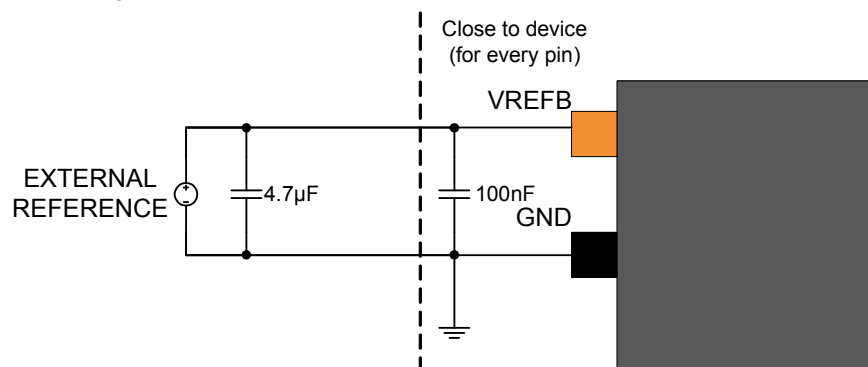 Close to device
(for every pin)
VREFB
EXTERNAL
REFERENCE
4.7µF
100nF
GND